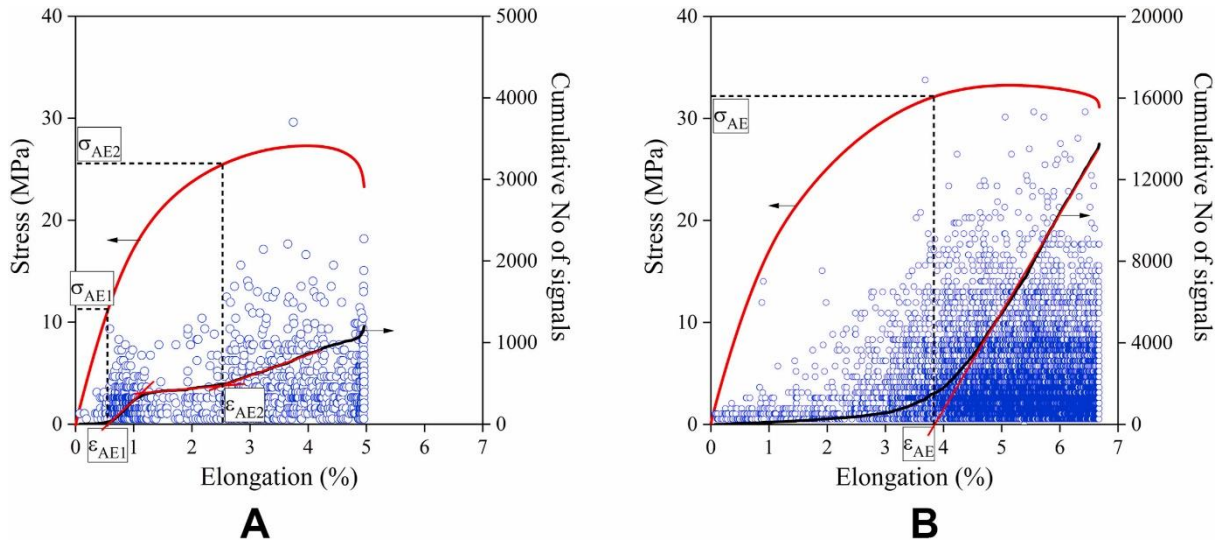 40
30
20
10
0
Stress (MPa)
σAE2
σAE1
εAE1
εAE2
0
1
2
3
4
5
6
7
Elongation (%)
5000
4000
3000
2000
1000
0
Cumulative No of
signals
A
40
30
20
10
0
Stress (MPa)
σAE
εAE
0
1
2
3
4
5
6
7
Elongation (%)
20000
16000
12000
8000
4000
0
Cumulative No of
signals
B